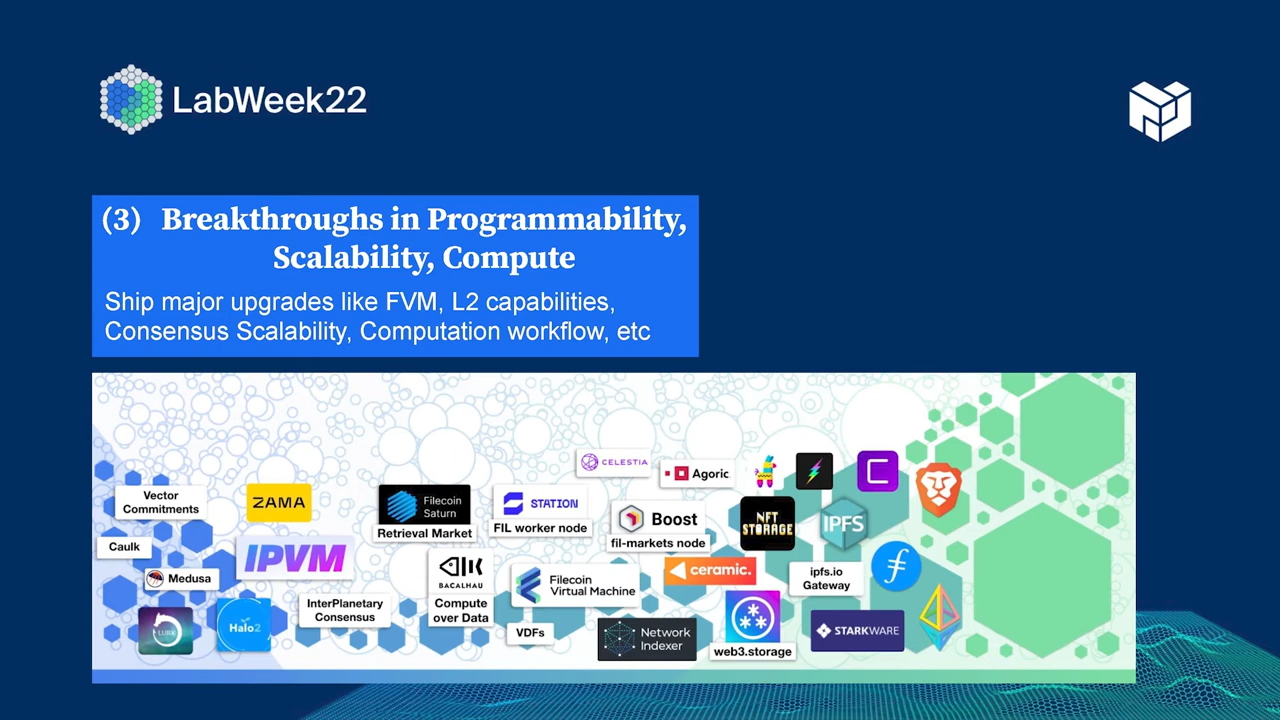 LabWeek22
(3) Breakthroughs in Programmability,
Scalability, Compute
Ship major upgrades like FVM, L2 capabilities,
Consensus Scalability, Computation workflow, etc
CELESTIA
Agoric
Vector
Commitments
ZAMA
Filecoin
Saturn
Retrieval Market
STATION
FIL worker node
Boost
fil-markets node
NFT
STORAGE
IPFS
Caulk
IPVM
Medusa
BACALHAU
Compute
over Data
Filecoin
Virtual Machine
ceramic.
ipfs.io
Gateway
LURK
Halo2
InterPlanetary
Consensus
VDFs
Network
Indexer
web3.storage
STARKWARE